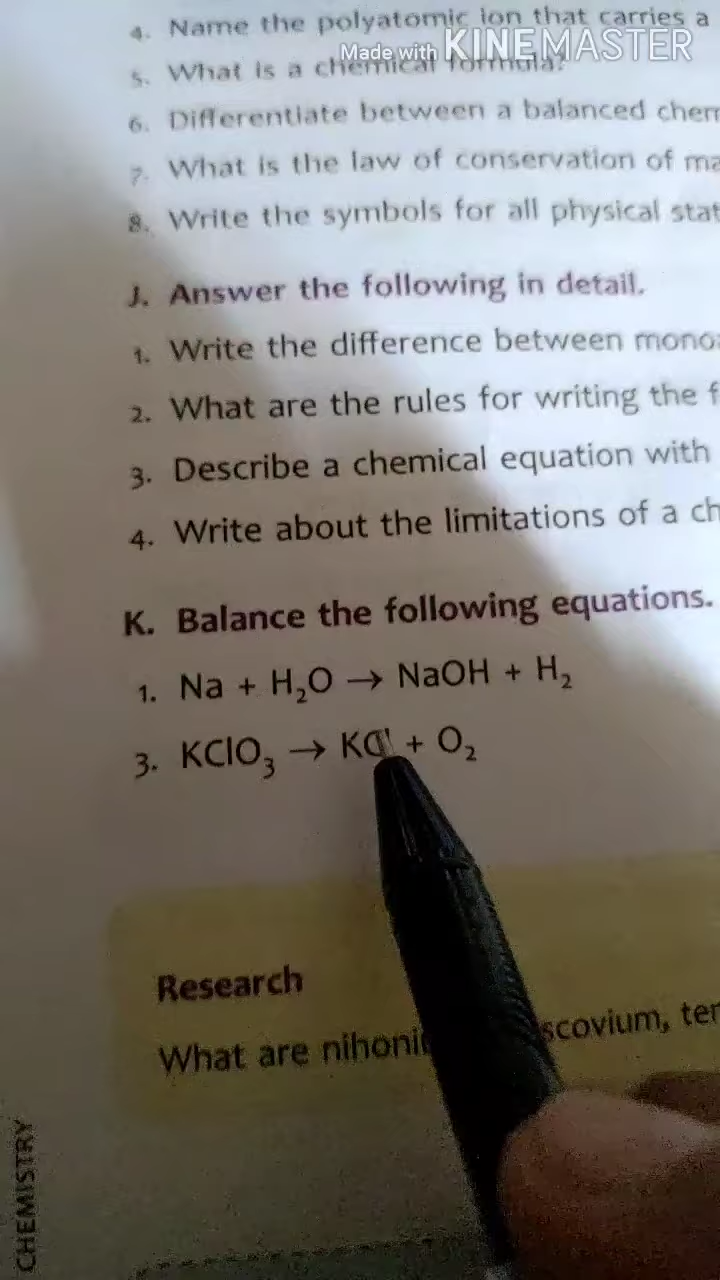 4. Name the polyatomic ion that carries a
Made with KINEMASTER
5. What is a chemical formula?
6. Differentiate between a balanced chem
7. What is the law of conservation of ma
8. Write the symbols for all physical stat
J. Answer the following in detail.
1. Write the difference between mono
2. What are the rules for writing the f
3. Describe a chemical equation with
4. Write about the limitations of a ch
K. Balance the following equations.
1. Na + H₂O → NaOH + H₂
3. KClO₃ → KCl + O₂
Research
What are nihoni scovium, ter
CHEMISTRY